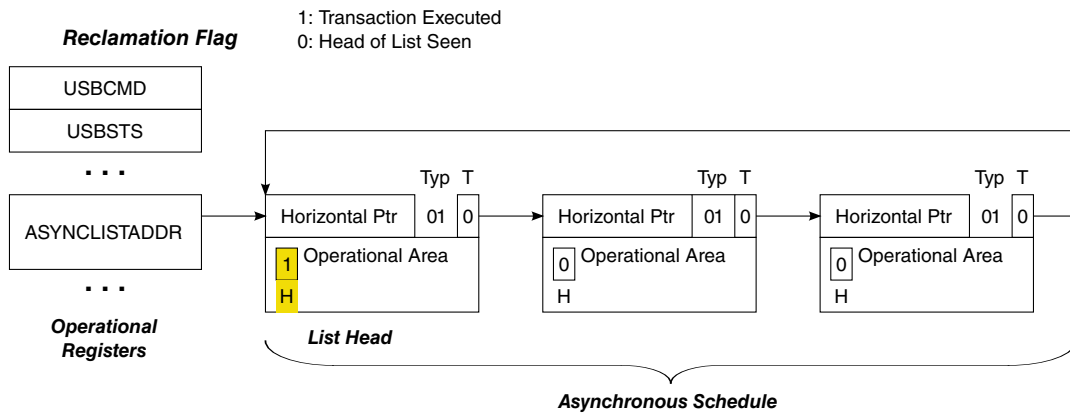 1: Transaction Executed
Reclamation Flag
0: Head of List Seen
USBCMD
USBSTS
. . .
Typ T Typ T Typ T
ASYNCLISTADDR
Horizontal Ptr 01 0 Horizontal Ptr 01 0 Horizontal Ptr 01 0
1 Operational Area 0 Operational Area 0 Operational Area
H H H
. . .
Operational
Registers
List Head
Asynchronous Schedule